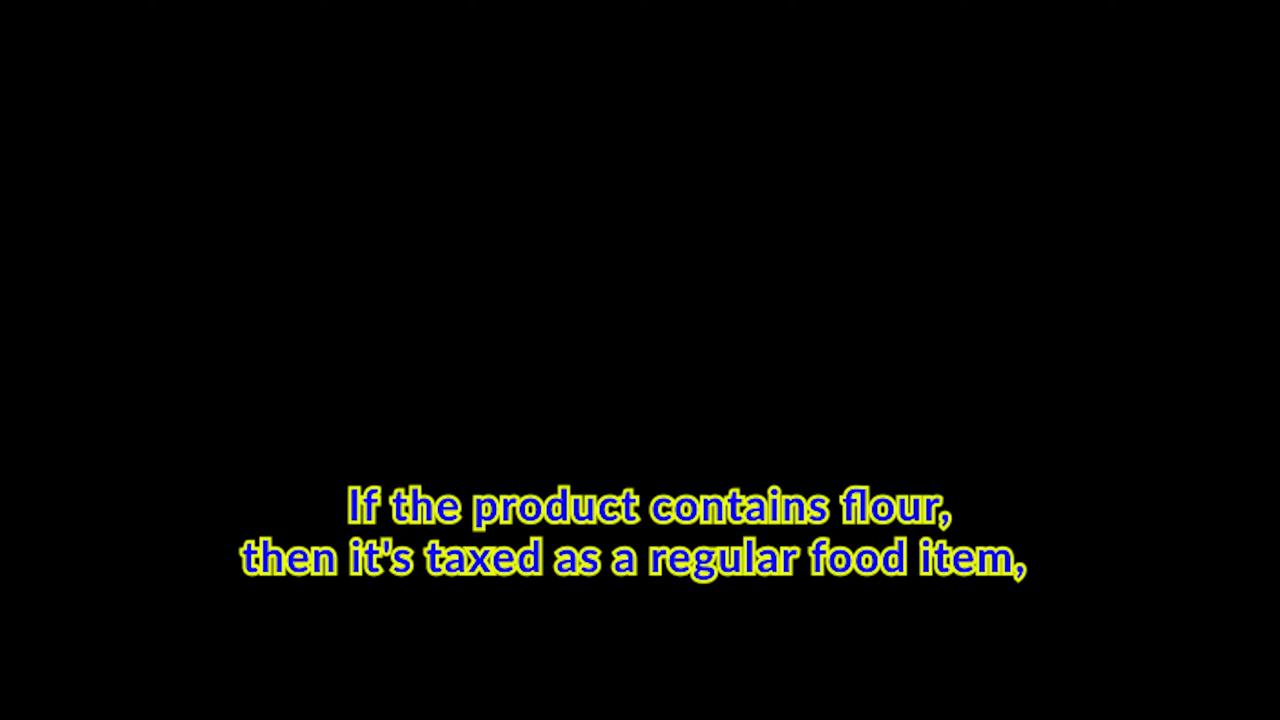 If the product contains flour,
then it's taxed as a regular food item,